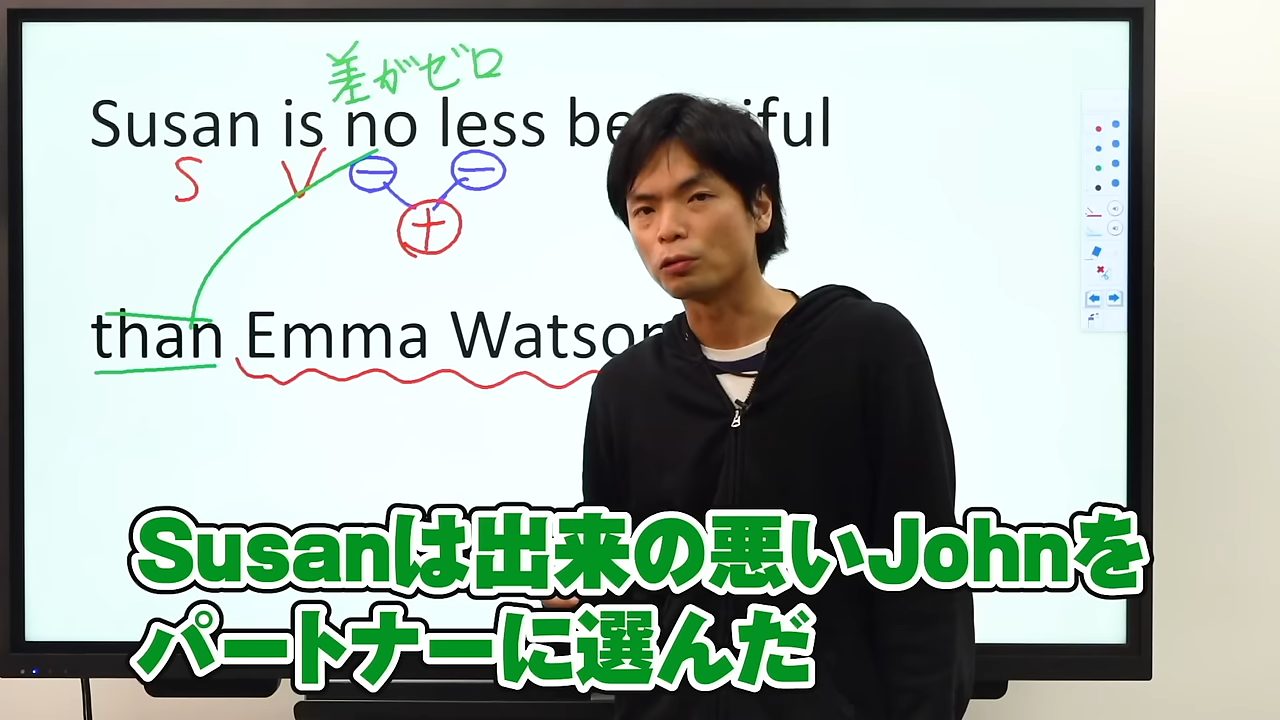 差がゼロ
Susan is no less be iful
S V − −
+
than Emma Watson
Susanは出来の悪いJohnを
パートナーに選んだ